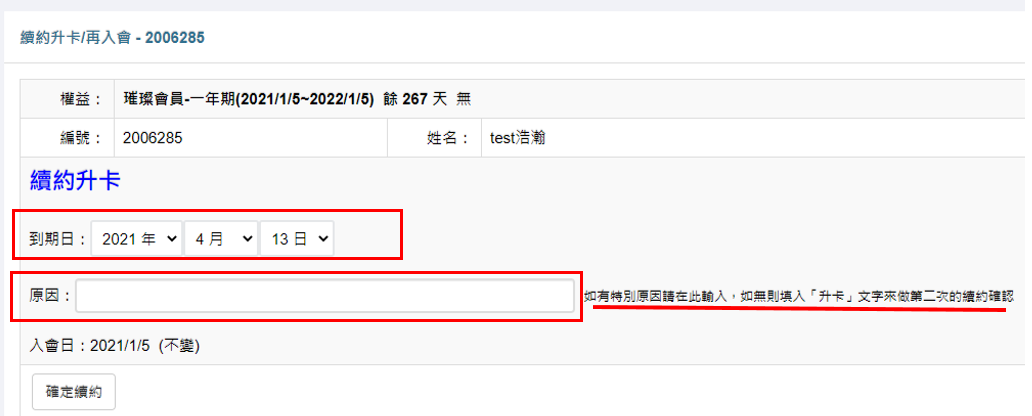 續約升卡/再入會 - 2006285
權益： 璀璨會員-一年期(2021/1/5~2022/1/5) 餘 267 天 無
編號： 2006285 姓名： test浩瀚
續約升卡
到期日： 2021 年 4 月 13 日
原因： 如有特別原因請在此輸入，如無則填入「升卡」文字來做第二次的續約確認
入會日：2021/1/5 (不變)
確定續約